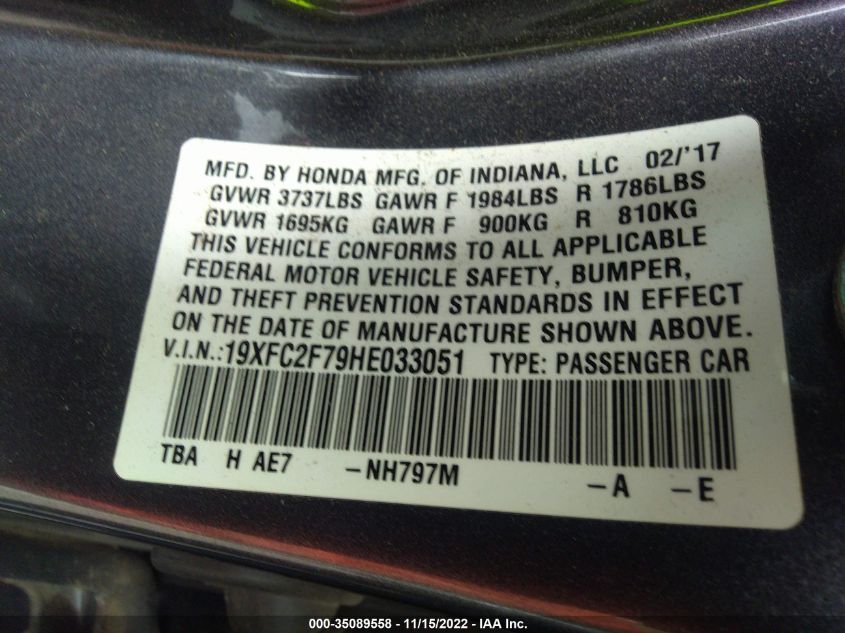 MFD. BY HONDA MFG. OF INDIANA, LLC 02/'17
GVWR 3737LBS GAWR F 1984LBS R 1786LBS
GVWR 1695KG GAWR F 900KG R 810KG
THIS VEHICLE CONFORMS TO ALL APPLICABLE
FEDERAL MOTOR VEHICLE SAFETY, BUMPER,
AND THEFT PREVENTION STANDARDS IN EFFECT
ON THE DATE OF MANUFACTURE SHOWN ABOVE.
V.I.N.:19XFC2F79HE033051 TYPE: PASSENGER CAR
TBA H AE7 -NH797M -A -E
000-35089558 - 11/15/2022 - IAA Inc.